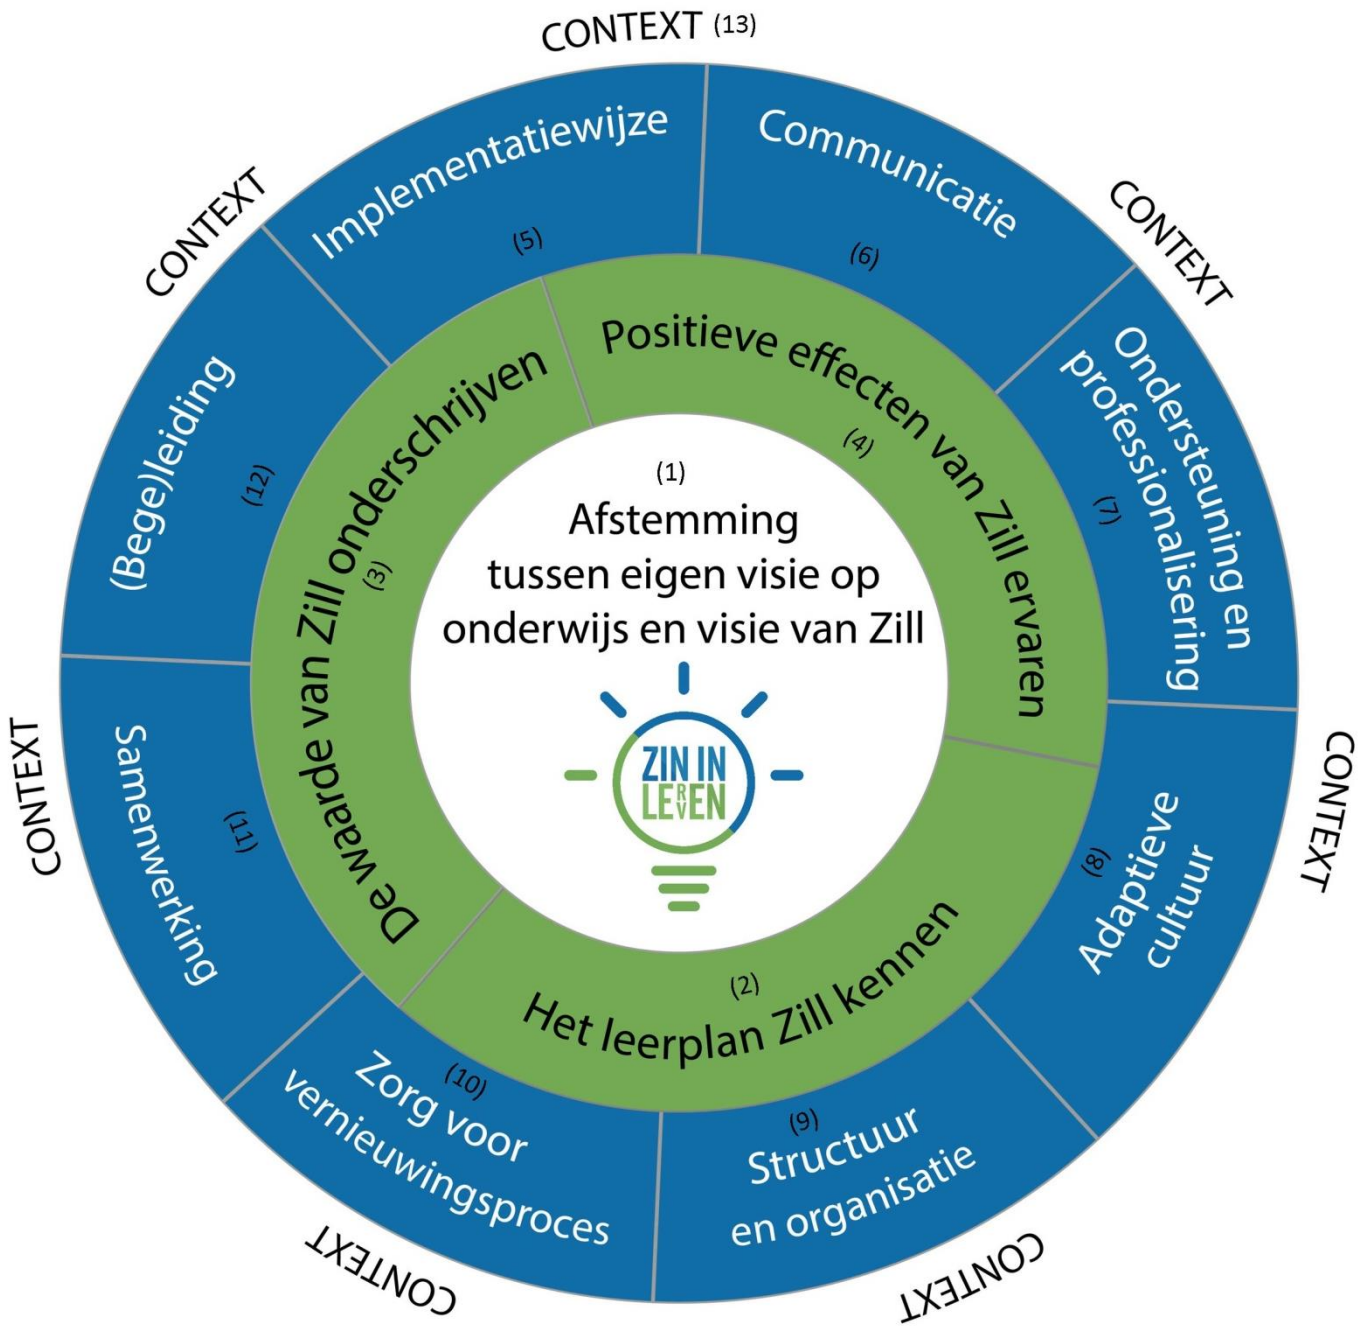 CONTEXT (13)
Implementatiewijze
(5)
Communicatie
(6)
CONTEXT
Ondersteuning en
professionalisering
(7)
CONTEXT
Adaptieve
cultuur
(8)
CONTEXT
Structuur
en organisatie
(9)
CONTEXT
Zorg voor
vernieuwingsproces
(10)
Samenwerking
(11)
CONTEXT
(Bege)leiding
(12)
CONTEXT
De waarde van Zill onderschrijven
(3)
Positieve effecten van Zill ervaren
(4)
Het leerplan Zill kennen
(2)
(1)
Afstemming
tussen eigen visie op
onderwijs en visie van Zill
ZIN IN
LERVEN